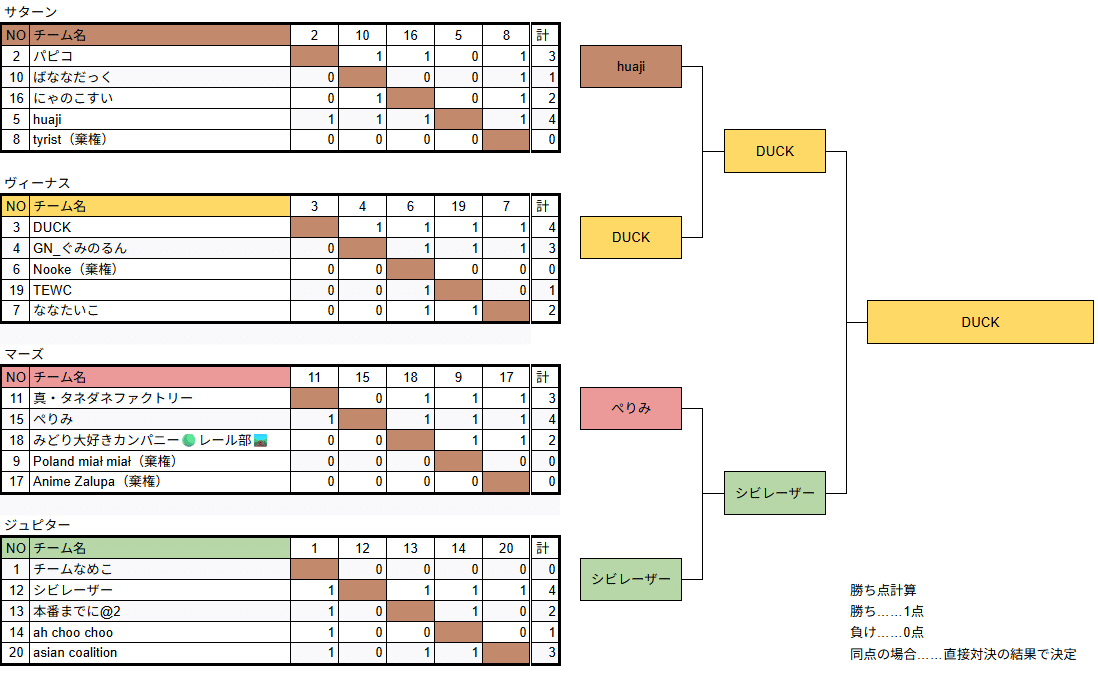 サターン
NO チーム名 2 10 16 5 8 計
2 パピコ 1 1 0 1 3
10 ばななだっく 0 0 0 1 1
16 にゃのこすい 0 1 0 1 2
5 huaji 1 1 1 1 4
8 tyrist（棄権） 0 0 0 0 0
ヴィーナス
NO チーム名 3 4 6 19 7 計
3 DUCK 1 1 1 1 4
4 GN_ぐみのるん 0 1 1 1 3
6 Nooke（棄権） 0 0 0 0 0
19 TEWC 0 0 1 0 1
7 ななたいこ 0 0 1 1 2
マーズ
NO チーム名 11 15 18 9 17 計
11 真・タネダネファクトリー 0 1 1 1 3
15 ぺりみ 1 1 1 1 4
18 みどり大好きカンパニー レール部 0 0 1 1 2
9 Poland miał miał（棄権） 0 0 0 0 0
17 Anime Zalupa（棄権） 0 0 0 0 0
ジュピター
NO チーム名 1 12 13 14 20 計
1 チームなめこ 0 0 0 0 0
12 シビレーザー 1 1 1 1 4
13 本番までに@2 1 0 1 0 2
14 ah choo choo 1 0 0 0 1
20 asian coalition 1 0 1 1 3
huaji
DUCK
DUCK
DUCK
ぺりみ
シビレーザー
シビレーザー
勝ち点計算
勝ち……1点
負け……0点
同点の場合……直接対決の結果で決定